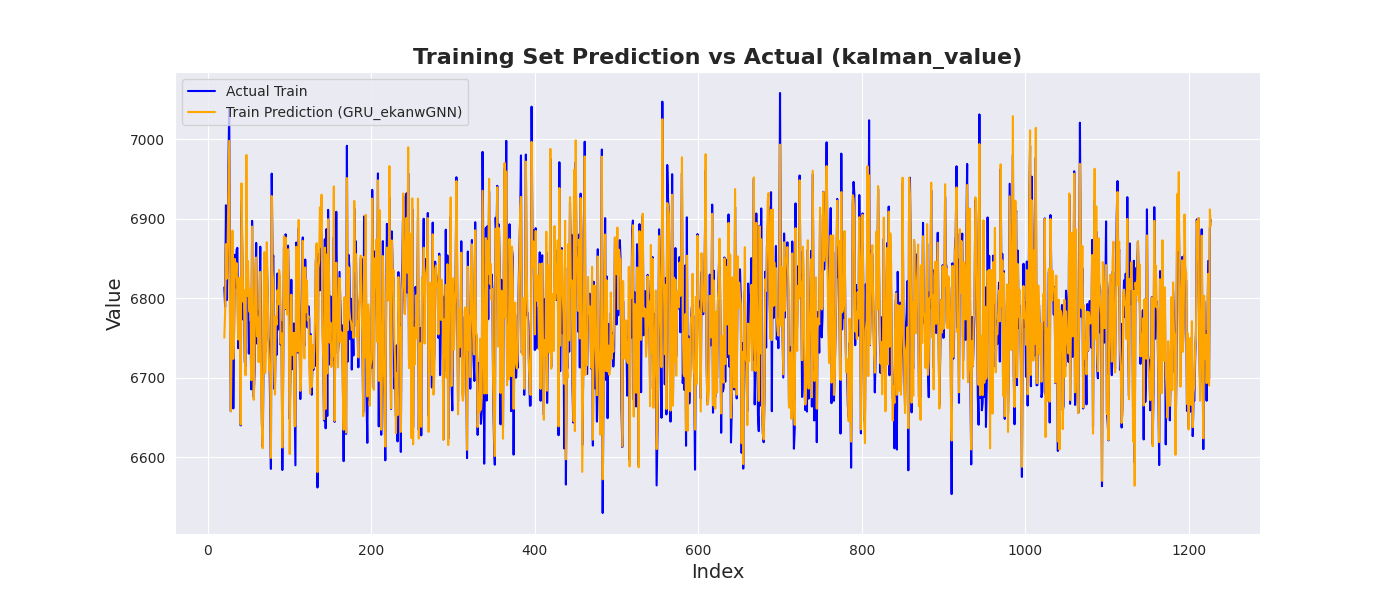 Training Set Prediction vs Actual (kalman_value)
Actual Train
Train Prediction (GRU_ekanwGNN)
7000
6900
6800
6700
6600
Value
0 200 400 600 800 1000 1200
Index